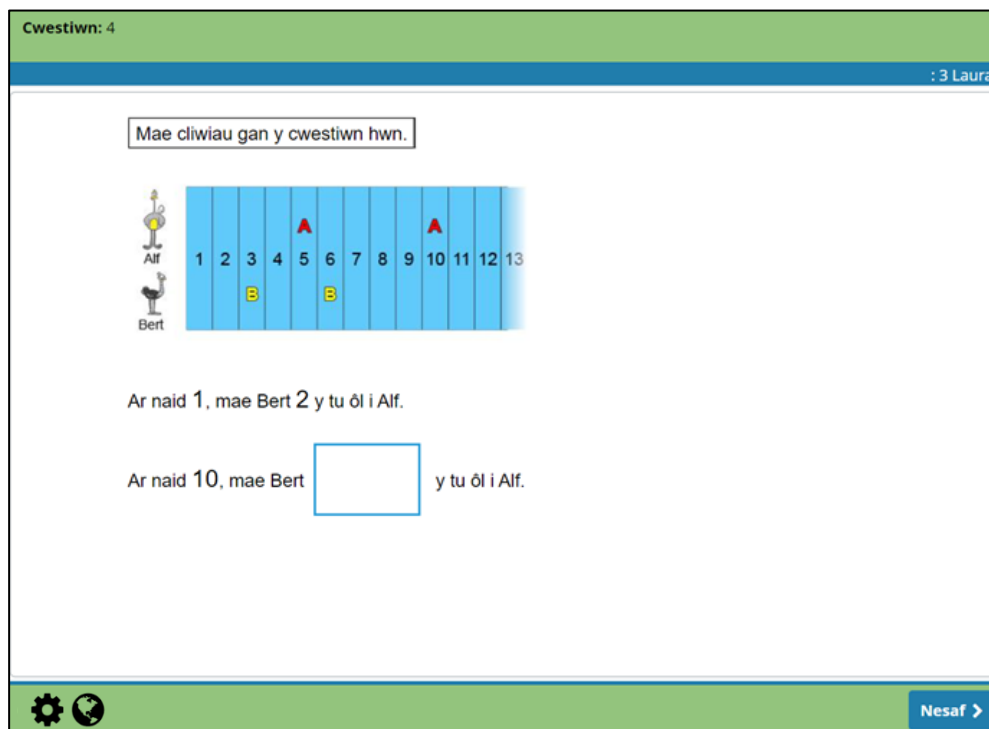 Cwestiwn: 4
: 3 Laura
Mae cliwiau gan y cwestiwn hwn.
A A
Alf
1 2 3 4 5 6 7 8 9 10 11 12 13
B B
Bert
Ar naid 1, mae Bert 2 y tu ôl i Alf.
Ar naid 10, mae Bert y tu ôl i Alf.
Nesaf